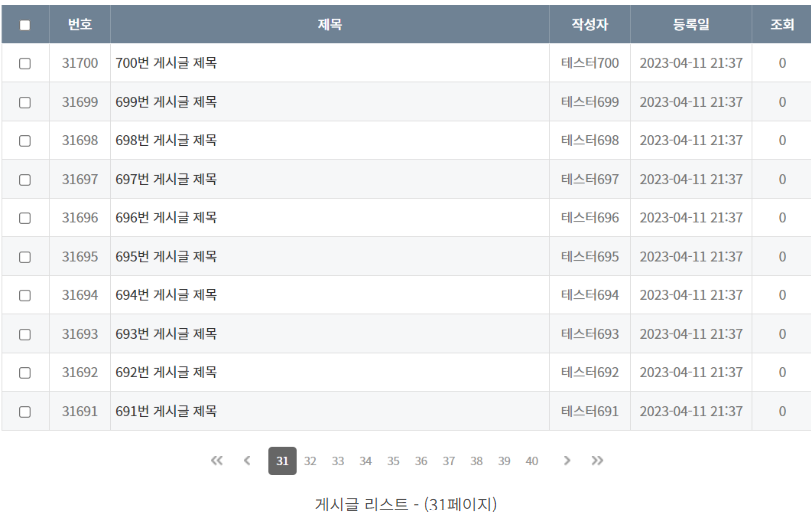 번호 제목 작성자 등록일 조회
31700 700번 게시글 제목 테스터700 2023-04-11 21:37 0
31699 699번 게시글 제목 테스터699 2023-04-11 21:37 0
31698 698번 게시글 제목 테스터698 2023-04-11 21:37 0
31697 697번 게시글 제목 테스터697 2023-04-11 21:37 0
31696 696번 게시글 제목 테스터696 2023-04-11 21:37 0
31695 695번 게시글 제목 테스터695 2023-04-11 21:37 0
31694 694번 게시글 제목 테스터694 2023-04-11 21:37 0
31693 693번 게시글 제목 테스터693 2023-04-11 21:37 0
31692 692번 게시글 제목 테스터692 2023-04-11 21:37 0
31691 691번 게시글 제목 테스터691 2023-04-11 21:37 0
31 32 33 34 35 36 37 38 39 40
게시글 리스트 - (31페이지)